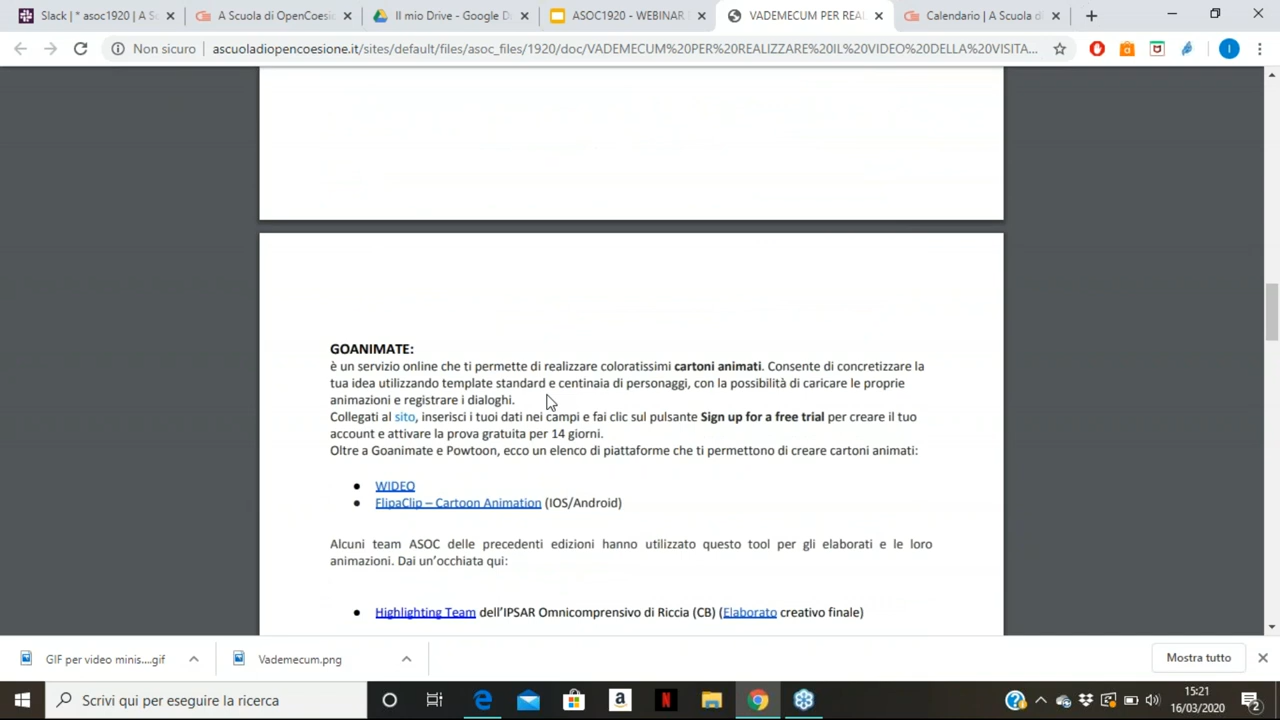 Slack | * asoc1920 | A S
A Scuola di OpenCoesio
Il mio Drive - Google D
ASOC1920 - WEBINAR
VADEMECUM PER REAL
Calendario | A Scuola d
Non sicuro
ascuoladiopencoesione.it/sites/default/files/asoc_files/1920/doc/VADEMECUM%20PER%20REALIZZARE%20IL%20VIDEO%20DELLA%20VISITA...
I
GOANIMATE:
è un servizio online che ti permette di realizzare coloratissimi cartoni animati. Consente di concretizzare la
tua idea utilizzando template standard e centinaia di personaggi, con la possibilità di caricare le proprie
animazioni e registrare i dialoghi.
Collegati al sito, inserisci i tuoi dati nei campi e fai clic sul pulsante Sign up for a free trial per creare il tuo
account e attivare la prova gratuita per 14 giorni.
Oltre a Goanimate e Powtoon, ecco un elenco di piattaforme che ti permettono di creare cartoni animati:
● WIDEO
● FlipaClip – Cartoon Animation (IOS/Android)
Alcuni team ASOC delle precedenti edizioni hanno utilizzato questo tool per gli elaborati e le loro
animazioni. Dai un'occhiata qui:
● Highlighting Team dell'IPSAR Omnicomprensivo di Riccia (CB) (Elaborato creativo finale)
GIF per video minis....gif
Vademecum.png
Mostra tutto
Scrivi qui per eseguire la ricerca
15:21
16/03/2020
2